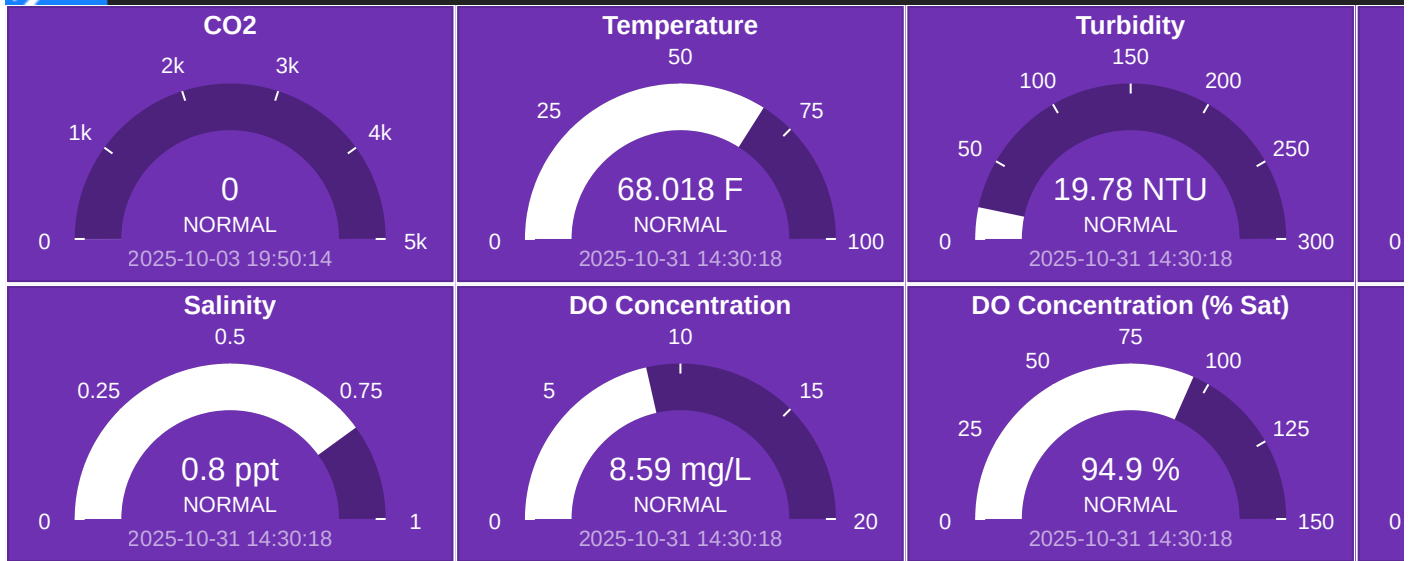 CO2
0
1k
2k
3k
4k
5k
0
NORMAL
2025-10-03 19:50:14
Temperature
0
25
50
75
100
68.018 F
NORMAL
2025-10-31 14:30:18
Turbidity
0
50
100
150
200
250
300
19.78 NTU
NORMAL
2025-10-31 14:30:18
0
Salinity
0
0.25
0.5
0.75
1
0.8 ppt
NORMAL
2025-10-31 14:30:18
DO Concentration
0
5
10
15
20
8.59 mg/L
NORMAL
2025-10-31 14:30:18
DO Concentration (% Sat)
0
25
50
75
100
125
150
94.9 %
NORMAL
2025-10-31 14:30:18
0